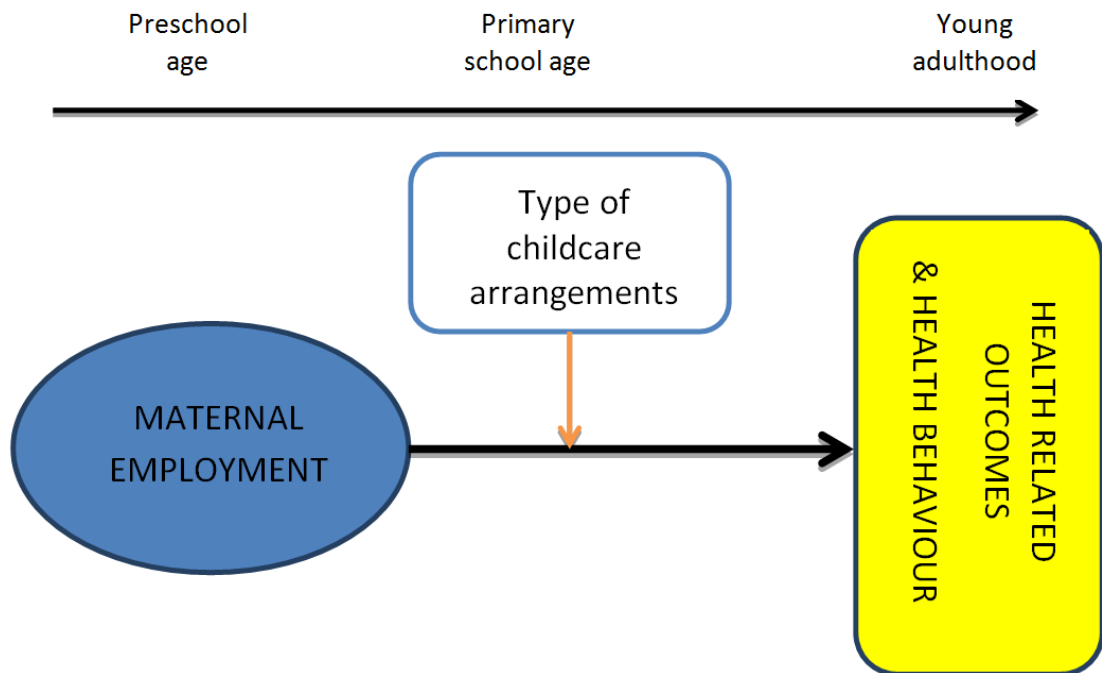 Preschool
age
Primary
school age
Young
adulthood
Type of
childcare
arrangements
MATERNAL
EMPLOYMENT
HEALTH RELATED
OUTCOMES
& HEALTH BEHAVIOUR